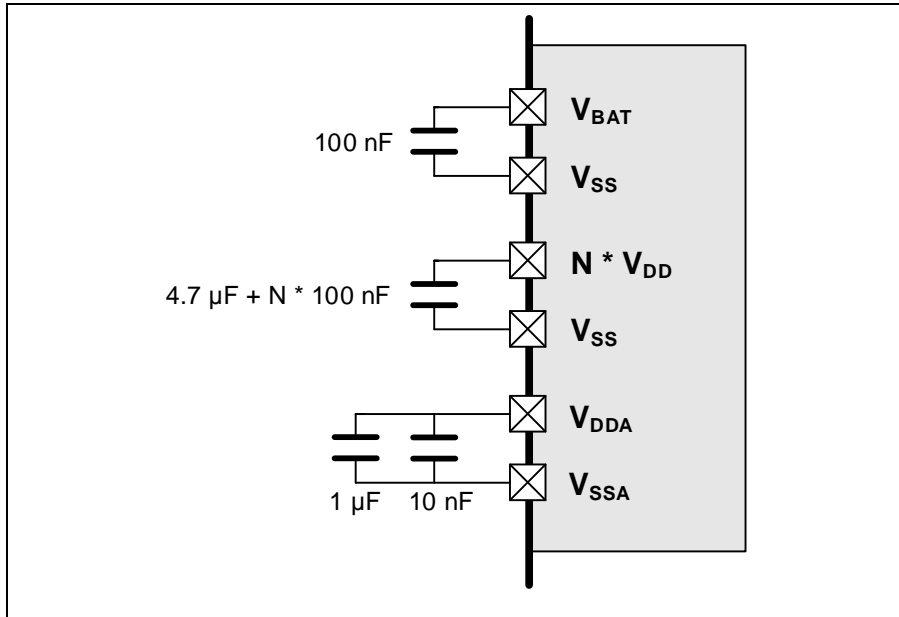 V_BAT
100 nF
V_SS
N * V_DD
4.7 µF + N * 100 nF
V_SS
V_DDA
V_SSA
1 µF 10 nF